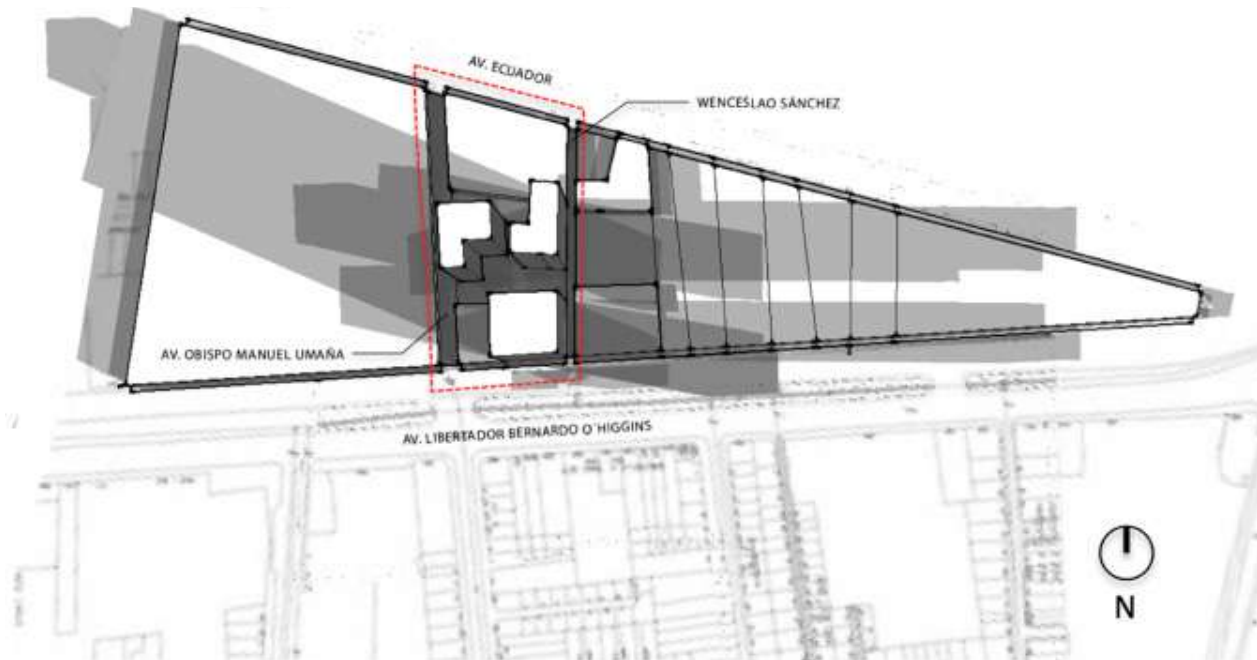 AV. ECUADOR
WENCESLAO SÁNCHEZ
AV. OBISPO MANUEL UMAÑA
AV. LIBERTADOR BERNARDO O´HIGGINS
N